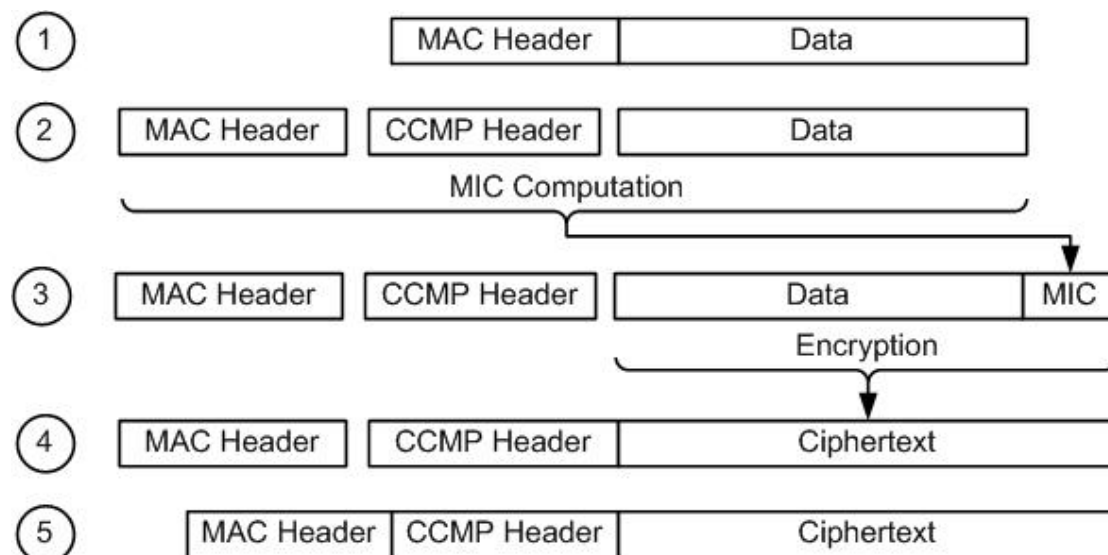 1 MAC Header Data
2 MAC Header CCMP Header Data
MIC Computation
3 MAC Header CCMP Header Data MIC
Encryption
4 MAC Header CCMP Header Ciphertext
5 MAC Header CCMP Header Ciphertext